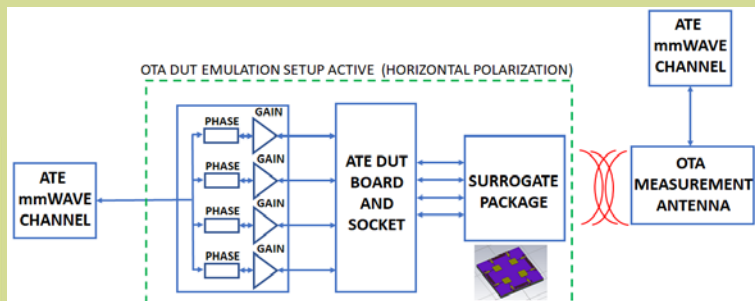 OTA DUT EMULATION SETUP ACTIVE (HORIZONTAL POLARIZATION)
ATE
mmWAVE
CHANNEL
PHASE
GAIN
PHASE
GAIN
PHASE
GAIN
PHASE
GAIN
ATE DUT
BOARD
AND
SOCKET
SURROGATE
PACKAGE
ATE
mmWAVE
CHANNEL
OTA
MEASUREMENT
ANTENNA